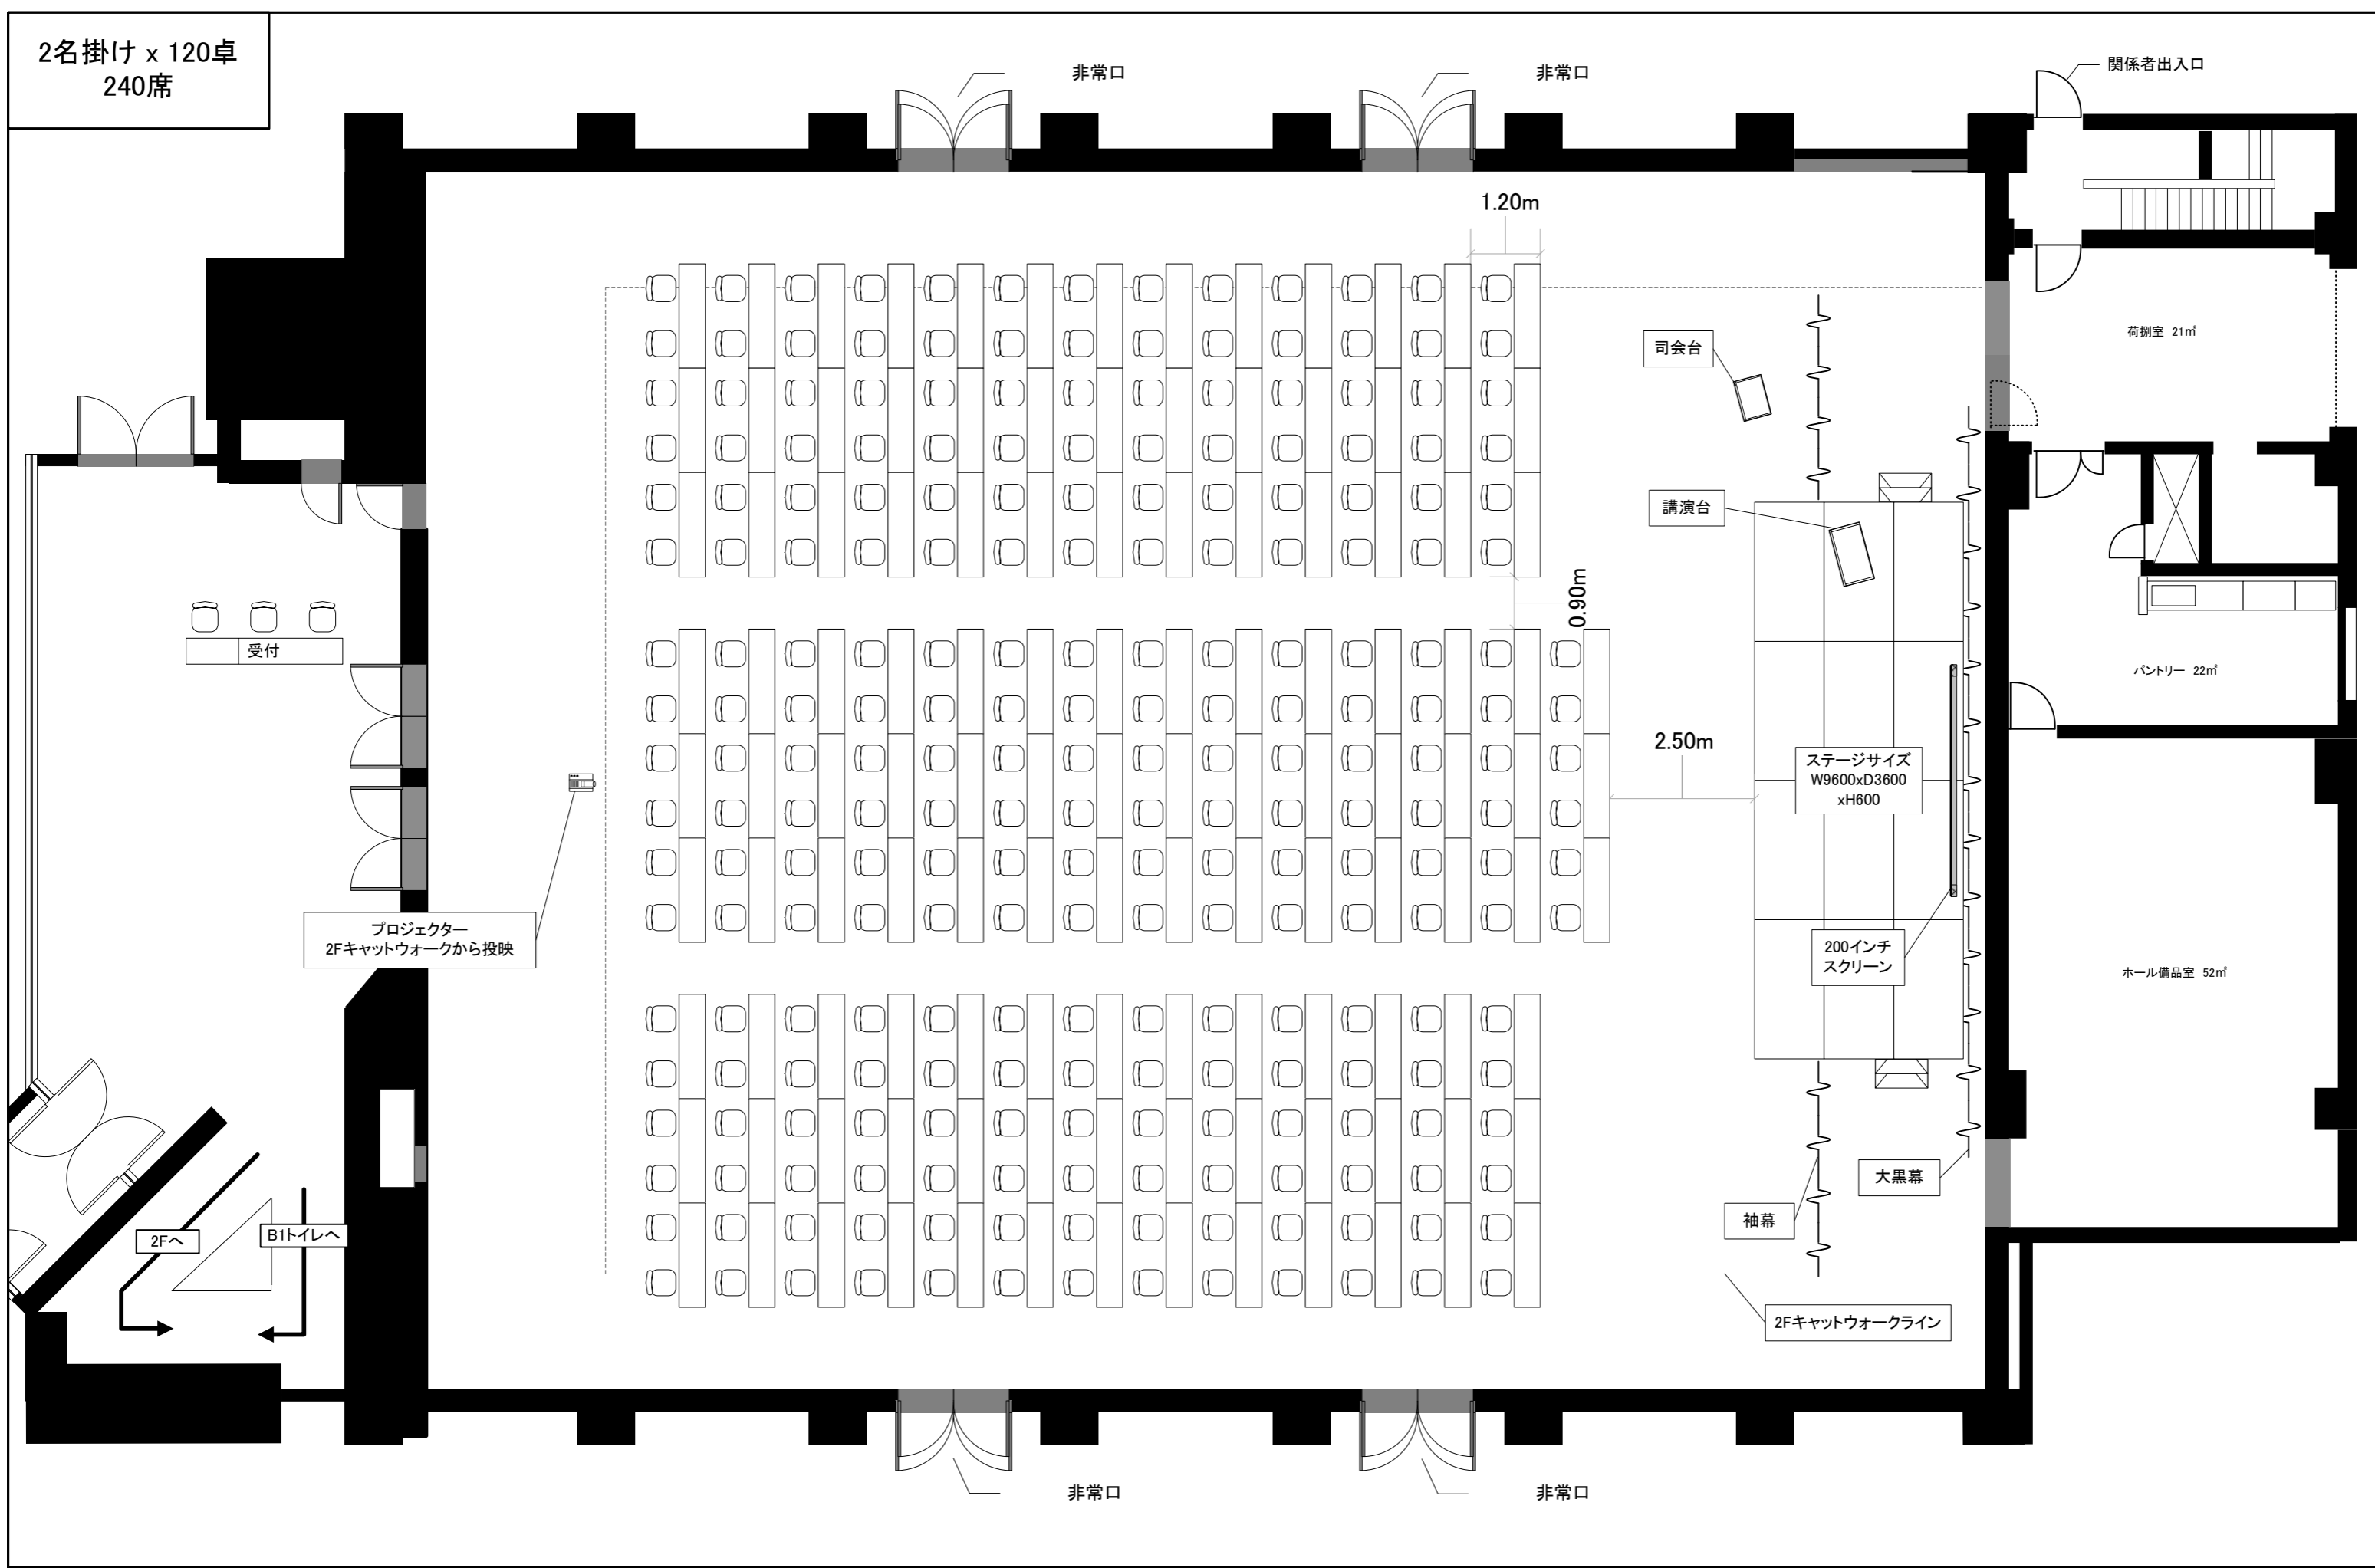 2名掛け x 120卓
240席
非常口
非常口
関係者出入口
1.20m
司会台
荷捌室 21㎡
講演台
0.90m
受付
パントリー 22㎡
2.50m
ステージサイズ
W9600xD3600
xH600
プロジェクター
2Fキャットウォークから投映
200インチ
スクリーン
ホール備品室 52㎡
大黒幕
袖幕
2Fへ
B1トイレへ
2Fキャットウォークライン
非常口
非常口